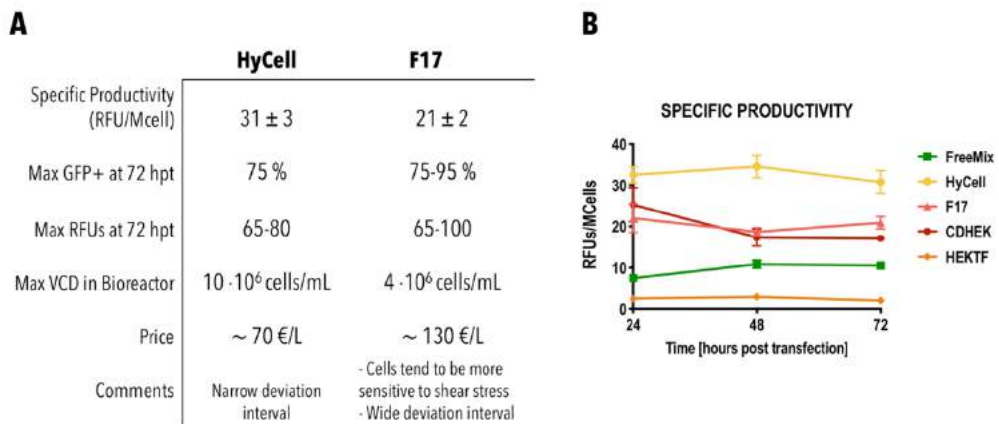 A
HyCell F17
Specific Productivity
(RFU/Mcell) 31 ± 3 21 ± 2
Max GFP+ at 72 hpt 75 % 75-95 %
Max RFUs at 72 hpt 65-80 65-100
Max VCD in Bioreactor 10 ·10⁶ cells/mL 4 ·10⁶ cells/mL
Price ~ 70 €/L ~ 130 €/L
Comments
Narrow deviation
interval
- Cells tend to be more
sensitive to shear stress
- Wide deviation interval
B
SPECIFIC PRODUCTIVITY
RFUs/MCells
40
30
20
10
0
24 48 72
Time [hours post transfection]
FreeMix
HyCell
F17
CDHEK
HEKTF